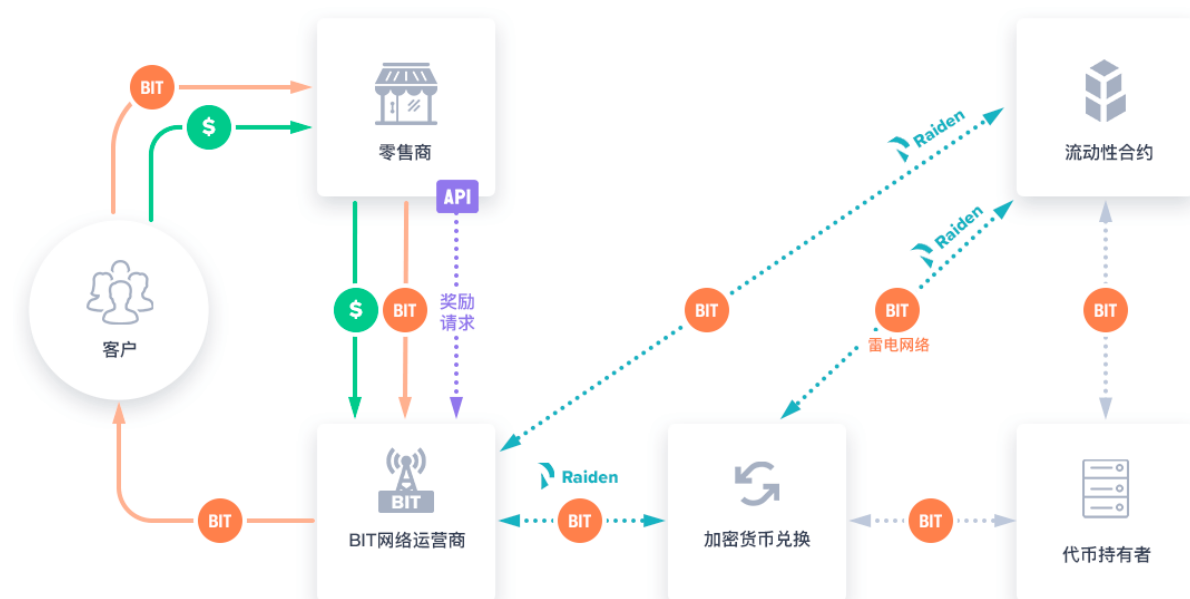 BIT
$
零售商
API
Raiden
流动性合约
Raiden
客户
$
BIT
奖励
请求
BIT
BIT
雷电网络
BIT
BIT
BIT
BIT网络运营商
Raiden
BIT
加密货币兑换
BIT
代币持有者